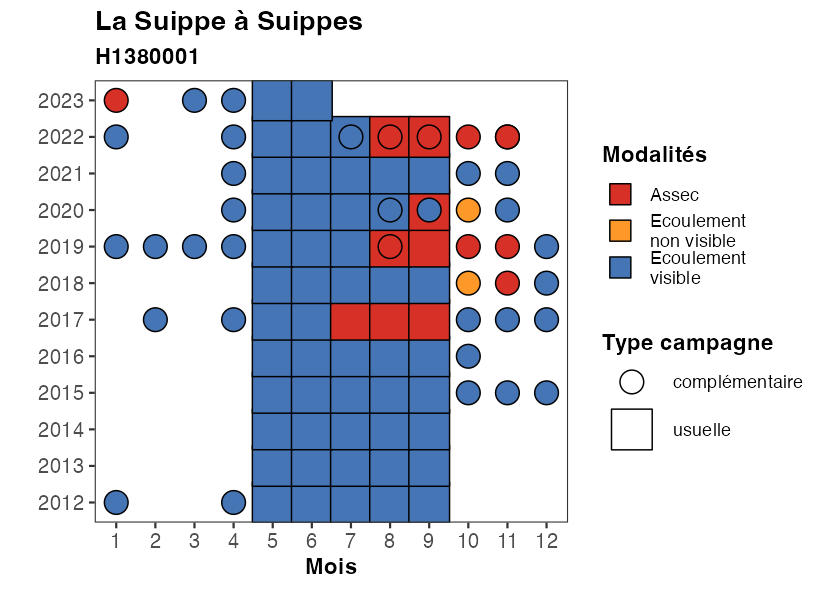 La Suippe à Suippes
H1380001
2023
2022
2021
2020
2019
2018
2017
2016
2015
2014
2013
2012
1 2 3 4 5 6 7 8 9 10 11 12
Mois
Modalités
Assec
Ecoulement
non visible
Ecoulement
visible
Type campagne
complémentaire
usuelle